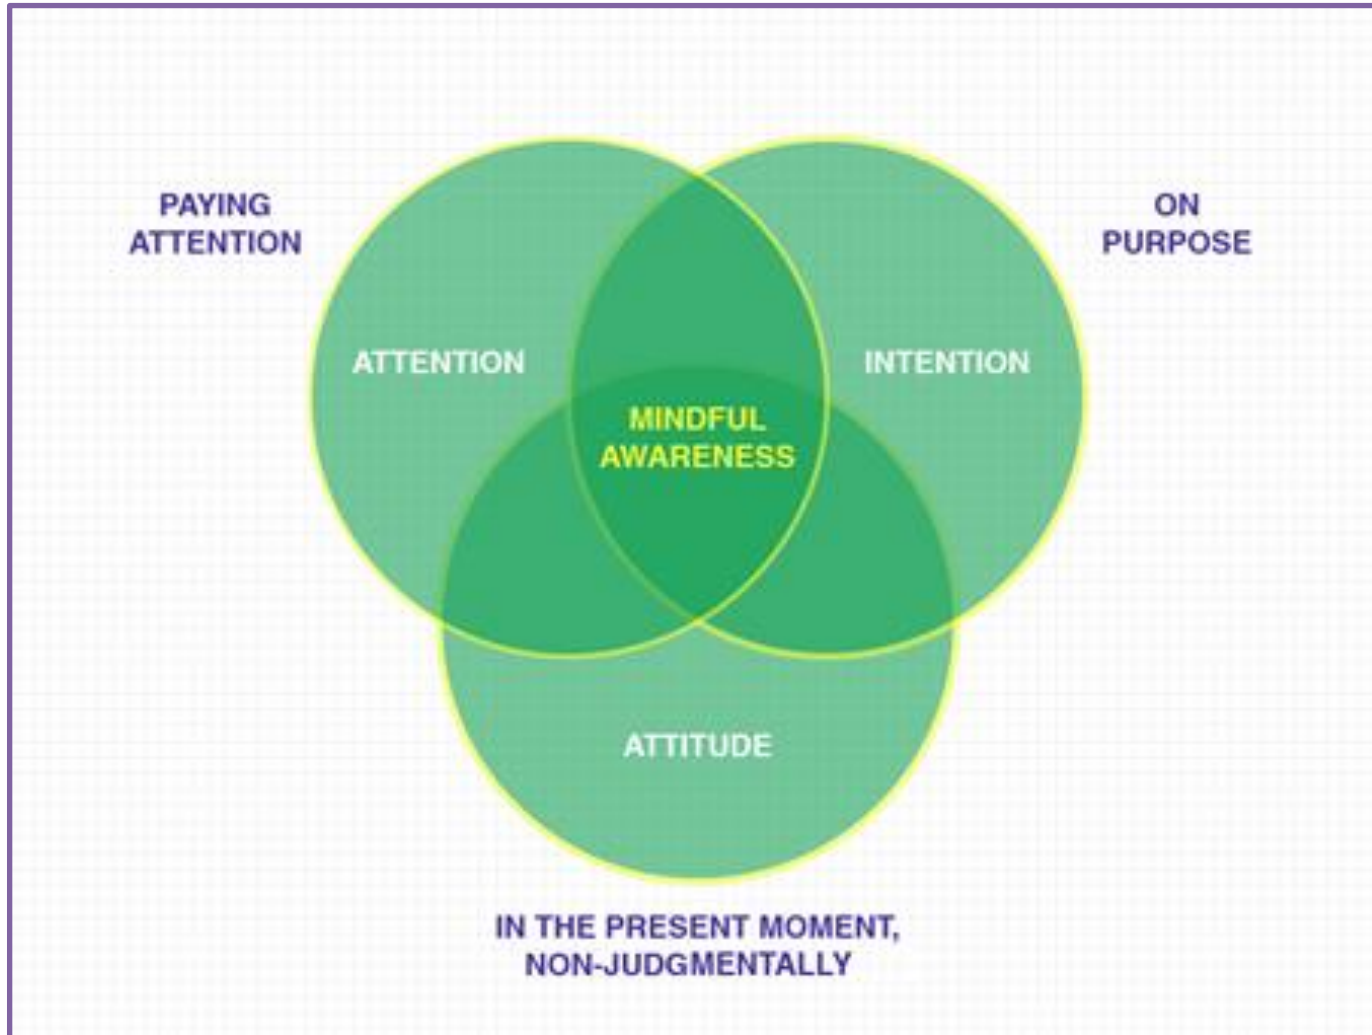 PAYING
ATTENTION
ON
PURPOSE
ATTENTION
INTENTION
MINDFUL
AWARENESS
ATTITUDE
IN THE PRESENT MOMENT,
NON-JUDGMENTALLY